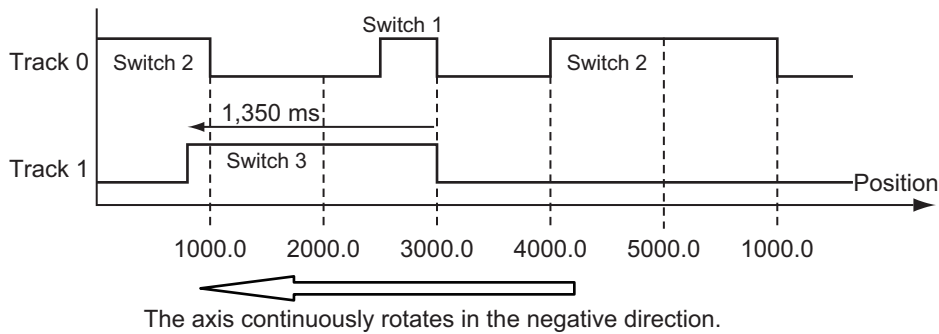 Switch 1
Track 0
Switch 2
Switch 2
1,350 ms
Switch 3
Track 1
Position
1000.0 2000.0 3000.0 4000.0 5000.0 1000.0
The axis continuously rotates in the negative direction.